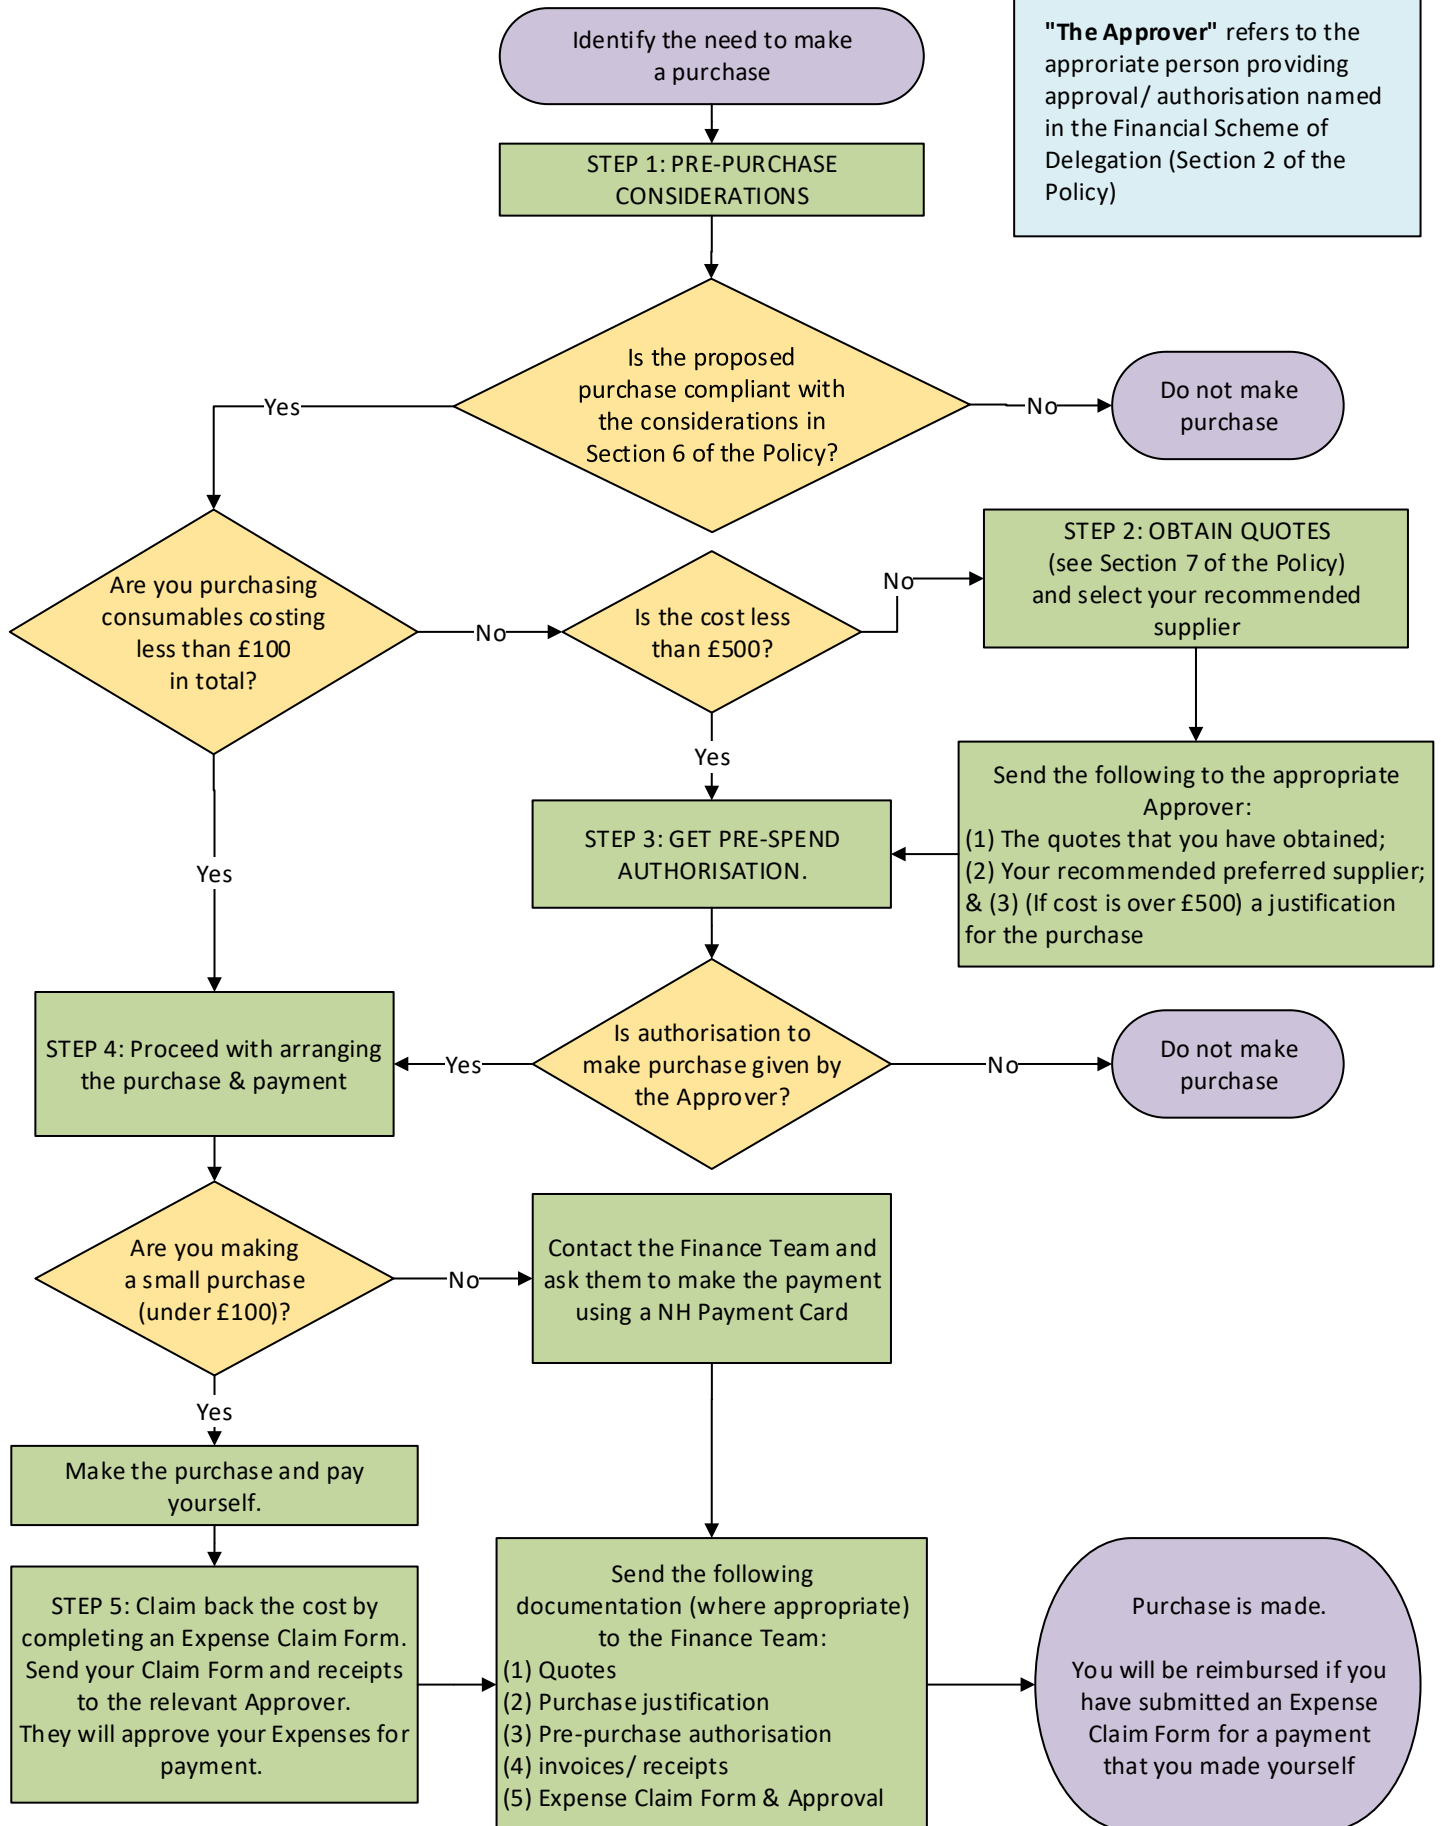 Identify the need to make
a purchase
"The Approver" refers to the
approriate person providing
approval/ authorisation named
in the Financial Scheme of
Delegation (Section 2 of the
Policy)
STEP 1: PRE-PURCHASE
CONSIDERATIONS
Is the proposed
purchase compliant with
the considerations in
Section 6 of the Policy?
Yes
No
Do not make
purchase
Are you purchasing
consumables costing
less than £100
in total?
No
Is the cost less
than £500?
No
STEP 2: OBTAIN QUOTES
(see Section 7 of the Policy)
and select your recommended
supplier
Yes
Yes
Send the following to the appropriate
Approver:
(1) The quotes that you have obtained;
(2) Your recommended preferred supplier;
& (3) (If cost is over £500) a justification
for the purchase
STEP 3: GET PRE-SPEND
AUTHORISATION.
Is authorisation to
make purchase given by
the Approver?
Yes
No
Do not make
purchase
STEP 4: Proceed with arranging
the purchase & payment
Are you making
a small purchase
(under £100)?
No
Contact the Finance Team and
ask them to make the payment
using a NH Payment Card
Yes
Make the purchase and pay
yourself.
STEP 5: Claim back the cost by
completing an Expense Claim Form.
Send your Claim Form and receipts
to the relevant Approver.
They will approve your Expenses for
payment.
Send the following
documentation (where appropriate)
to the Finance Team:
(1) Quotes
(2) Purchase justification
(3) Pre-purchase authorisation
(4) invoices/ receipts
(5) Expense Claim Form & Approval
Purchase is made.
You will be reimbursed if you
have submitted an Expense
Claim Form for a payment
that you made yourself